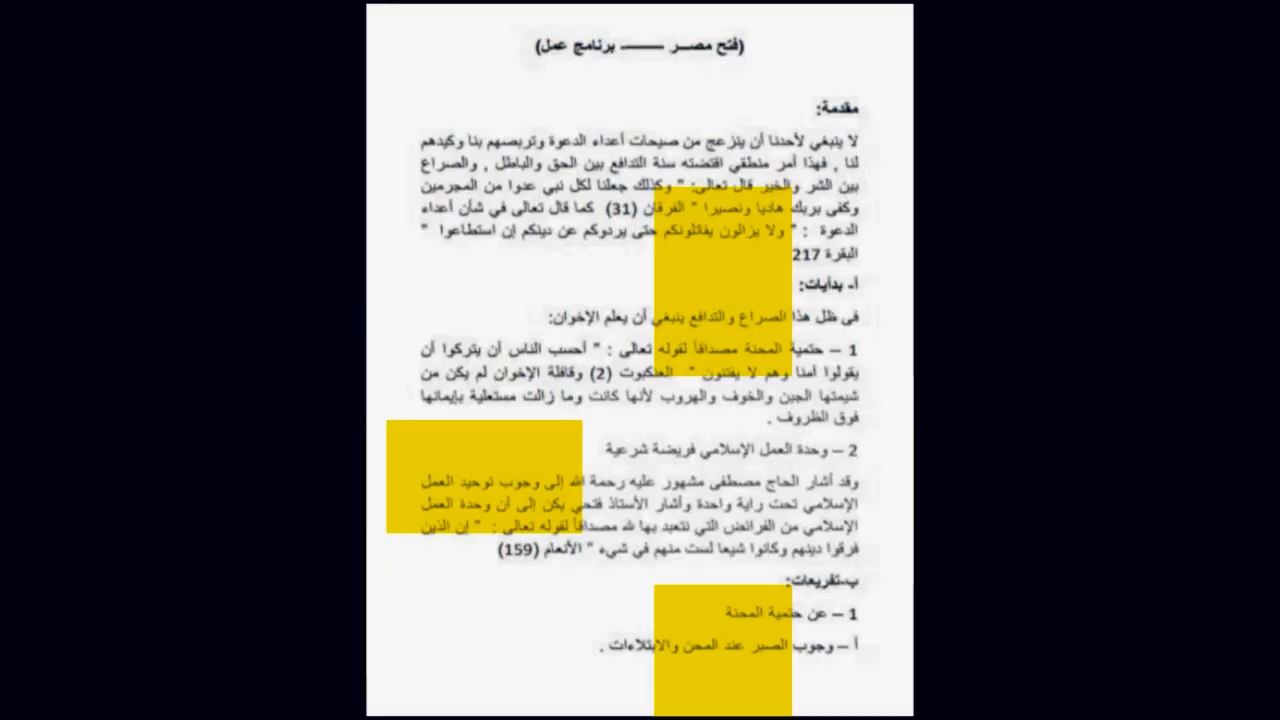 (فتح مصر ـــــــ برنامج عمل)
مقدمة:
لا ينبغي لأحدنا أن ينزعج من صيحات أعداء الدعوة وتربصهم بنا وكيدهم
لنا , فهذا أمر منطقي اقتضته سنة التدافع بين الحق والباطل , والصراع
بين الشر والخير قال تعالى: " وكذلك جعلنا لكل نبي عدوا من المجرمين
وكفى بربك هاديا ونصيرا " الفرقان (31) كما قال تعالى في شأن أعداء
الدعوة : " ولا يزالون يقاتلونكم حتى يردوكم عن دينكم إن استطاعوا "
البقرة 217
أ- بدأيات:
فى ظل هذا الصراع والتدافع ينبغي أن يعلم الإخوان:
1 – حتمية المحنة مصداقاً لقوله تعالى : " أحسب الناس أن يتركوا أن
يقولوا أمنا وهم لا يفتنون " العنكبوت (2) وقافلة الإخوان لم يكن من
شيمتها الجبن والخوف والهروب لأنها كانت وما زالت مستعلية بإيمانها
فوق الظروف .
2 – وحدة العمل الإسلامي فريضة شرعية
وقد أشار الحاج مصطفى مشهور عليه رحمة الله إلى وجوب توحيد العمل
الإسلامي تحت راية واحدة وأشار الأستاذ فتحي يكن إلى أن وحدة العمل
الإسلامي من الفرائض التي نتعبد بها لله مصداقاً لقوله تعالى : " إن الذين
فرقوا دينهم وكانوا شيعا لست منهم في شيء " الأنعام (159)
ب-تفريعات:
1 – عن حتمية المحنة
أ – وجوب الصبر عند المحن والابتلاءات .